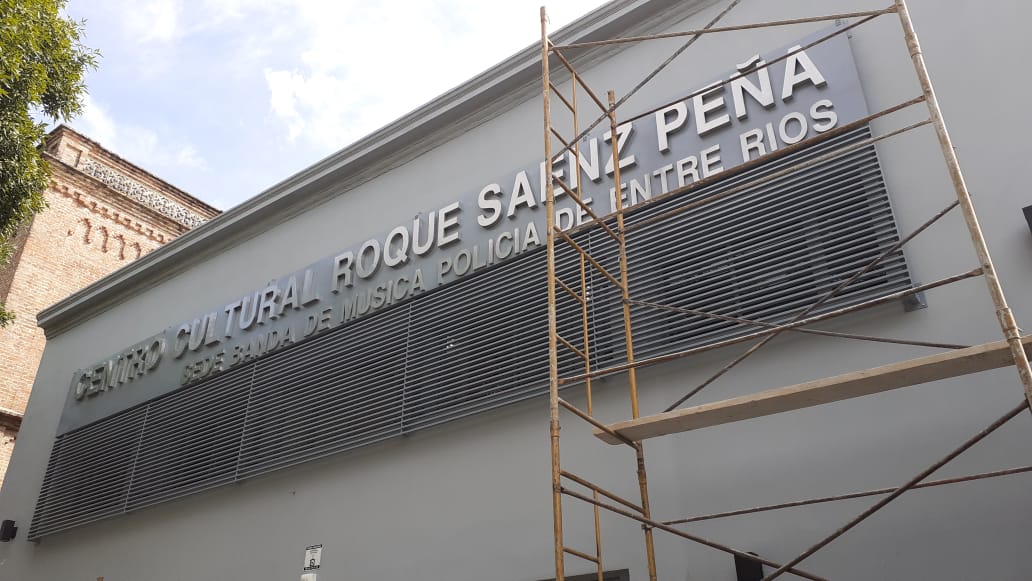 CENTRO CULTURAL ROQUE SAENZ PEÑA
SEDE BANDA DE MUSICA POLICIA DE ENTRE RIOS